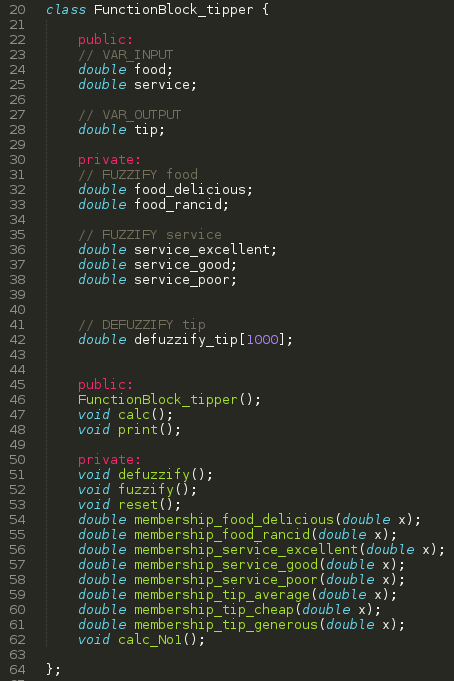 20 class FunctionBlock_tipper {
21
22 public:
23 // VAR_INPUT
24 double food;
25 double service;
26
27 // VAR_OUTPUT
28 double tip;
29
30 private:
31 // FUZZIFY food
32 double food_delicious;
33 double food_rancid;
34
35 // FUZZIFY service
36 double service_excellent;
37 double service_good;
38 double service_poor;
39
40
41 // DEFUZZIFY tip
42 double defuzzify_tip[1000];
43
44
45 public:
46 FunctionBlock_tipper();
47 void calc();
48 void print();
49
50 private:
51 void defuzzify();
52 void fuzzify();
53 void reset();
54 double membership_food_delicious(double x);
55 double membership_food_rancid(double x);
56 double membership_service_excellent(double x);
57 double membership_service_good(double x);
58 double membership_service_poor(double x);
59 double membership_tip_average(double x);
60 double membership_tip_cheap(double x);
61 double membership_tip_generous(double x);
62 void calc_No1();
63
64 };